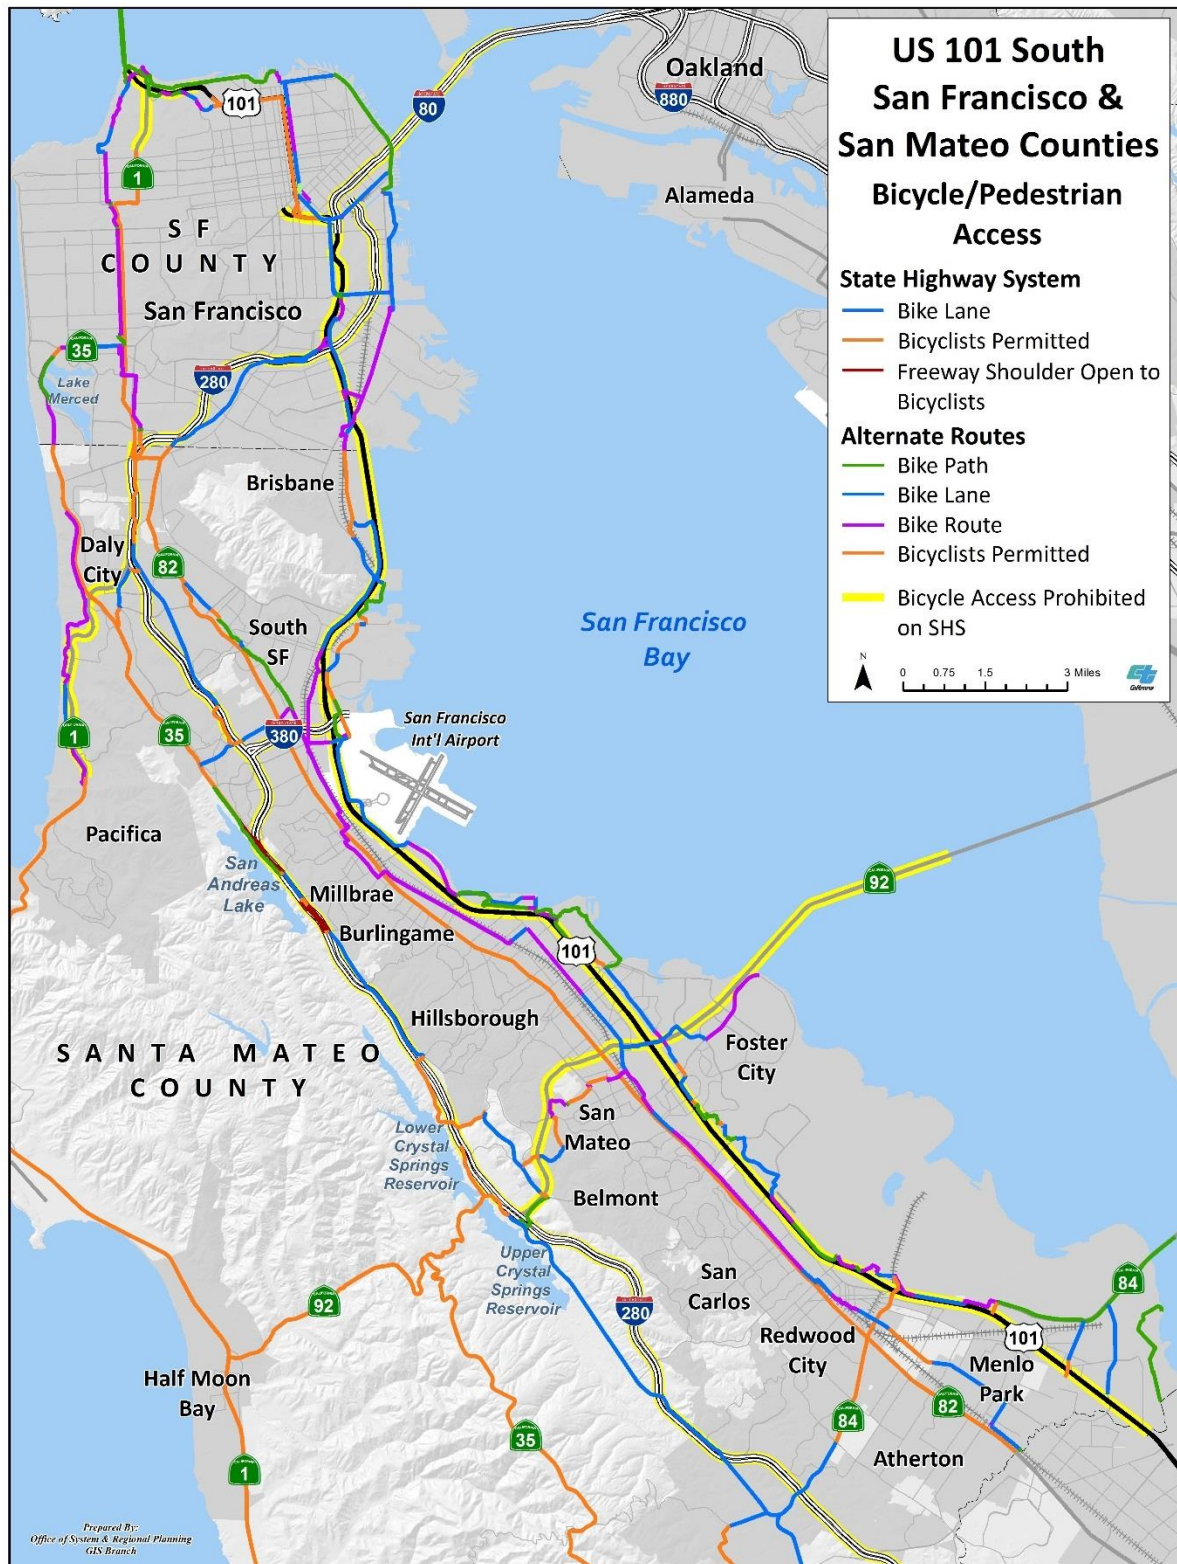 US 101 South
San Francisco &
San Mateo Counties
Bicycle/Pedestrian
Access
State Highway System
Bike Lane
Bicyclists Permitted
Freeway Shoulder Open to
Bicyclists
Alternate Routes
Bike Path
Bike Lane
Bike Route
Bicyclists Permitted
Bicycle Access Prohibited
on SHS
N
0 0.75 1.5 3 Miles
Caltrans
Oakland
880
80
101
Alameda
1
S F
COUNTY
San Francisco
35
280
Lake
Merced
Brisbane
Daly
City
82
South
SF
San Francisco
Bay
San Francisco
Int'l Airport
1
35
380
Pacifica
San
Andreas
Lake
Millbrae
Burlingame
92
101
Hillsborough
Foster
City
SANTA MATEO
COUNTY
San
Mateo
Lower
Crystal
Springs
Reservoir
Belmont
Upper
Crystal
Springs
Reservoir
San
Carlos
84
92
280
Redwood
City
101
Menlo
Park
Half Moon
Bay
82
84
35
Atherton
1
Prepared By:
Office of System & Regional Planning
GIS Branch